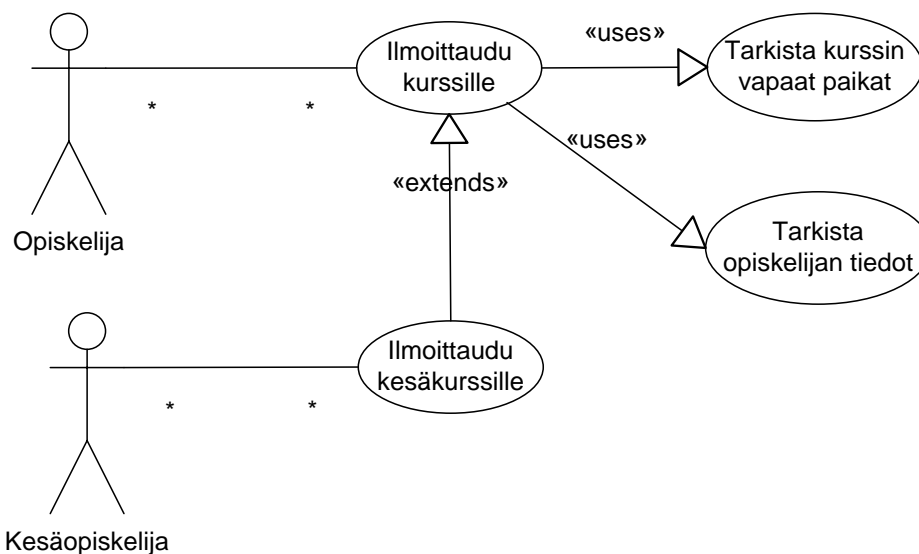 «uses»
Ilmoittaudu
kurssille
Tarkista kurssin
vapaat paikat
* *
«uses»
«extends»
Opiskelija
Tarkista
opiskelijan tiedot
Ilmoittaudu
kesäkurssille
* *
Kesäopiskelija